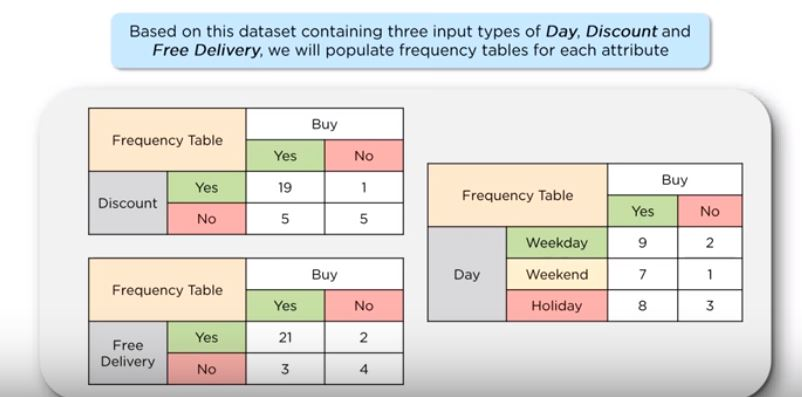 Based on this dataset containing three input types of Day, Discount and
Free Delivery, we will populate frequency tables for each attribute
Frequency Table
Buy
Yes No
Discount
Yes 19 1
No 5 5
Frequency Table
Buy
Yes No
Free
Delivery
Yes 21 2
No 3 4
Frequency Table
Buy
Yes No
Day
Weekday 9 2
Weekend 7 1
Holiday 8 3